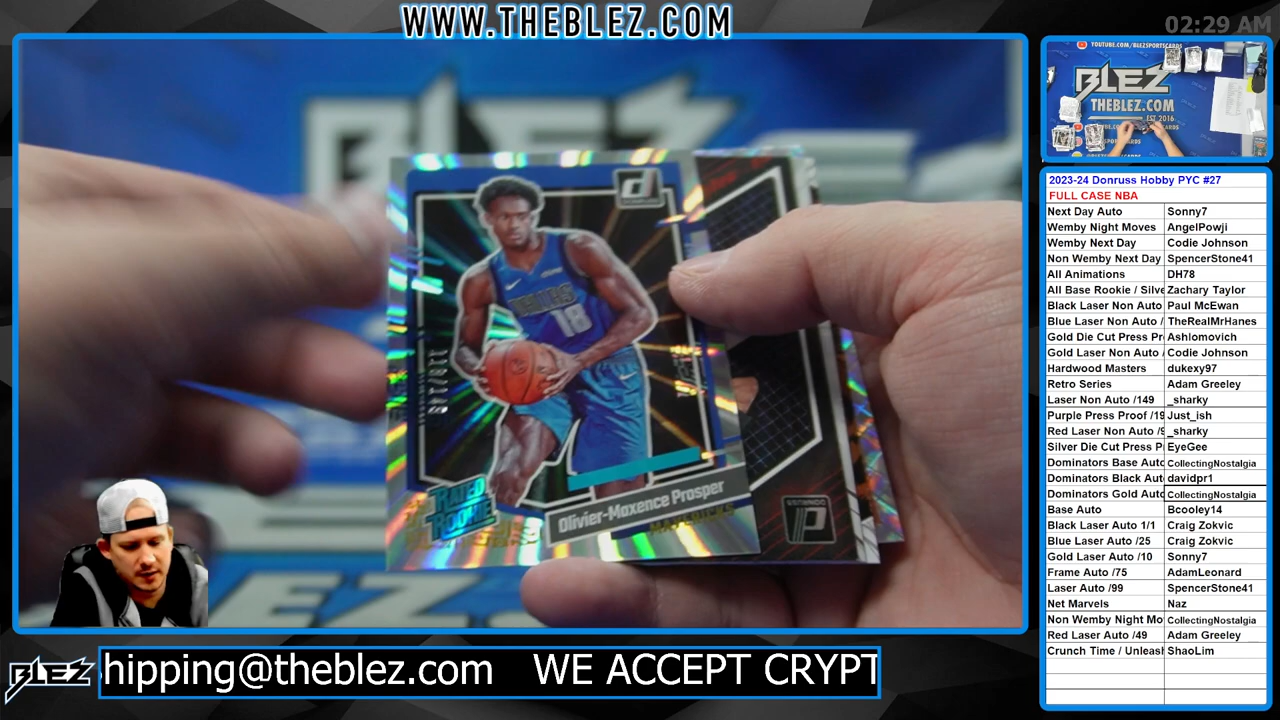 WWW.THEBLEZ.COM
02:29 AM
YOUTUBE.COM/BLEZSPORTSCARDS
BLEZ
THEBLEZ.COM
EST 2016
2023-24 Donruss Hobby PYC #27
FULL CASE NBA
Next Day Auto Sonny7
Wemby Night Moves AngelPowji
Wemby Next Day Codie Johnson
Non Wemby Next Day SpencerStone41
All Animations DH78
All Base Rookie / Silve Zachary Taylor
Black Laser Non Auto Paul McEwan
Blue Laser Non Auto / TheRealMrHanes
Gold Die Cut Press Pr Ashlomovich
Gold Laser Non Auto / Codie Johnson
Hardwood Masters dukexy97
Retro Series Adam Greeley
Laser Non Auto /149 _sharky
Purple Press Proof /19 Just_ish
Red Laser Non Auto /9 _sharky
Silver Die Cut Press P EyeGee
Dominators Base Auto CollectingNostalgia
Dominators Black Aut davidpr1
Dominators Gold Auto CollectingNostalgia
Base Auto Bcooley14
Black Laser Auto 1/1 Craig Zokvic
Blue Laser Auto /25 Craig Zokvic
Gold Laser Auto /10 Sonny7
Frame Auto /75 AdamLeonard
Laser Auto /99 SpencerStone41
Net Marvels Naz
Non Wemby Night Mo CollectingNostalgia
Red Laser Auto /49 Adam Greeley
Crunch Time / Unleash ShaoLim
d
DONRUSS
18
RATED
ROOKIE
Olivier-Maxence Prosper
MAVERICKS
DONRUSS
BLEZ
hipping@theblez.com WE ACCEPT CRYPT